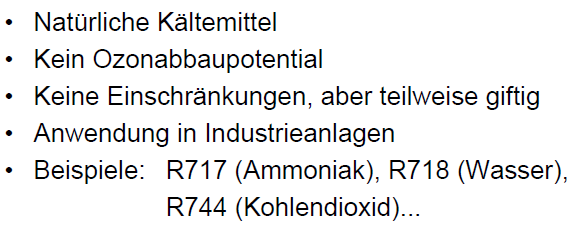 • Natürliche Kältemittel
• Kein Ozonabbaupotential
• Keine Einschränkungen, aber teilweise giftig
• Anwendung in Industrieanlagen
• Beispiele: R717 (Ammoniak), R718 (Wasser),
R744 (Kohlendioxid)...